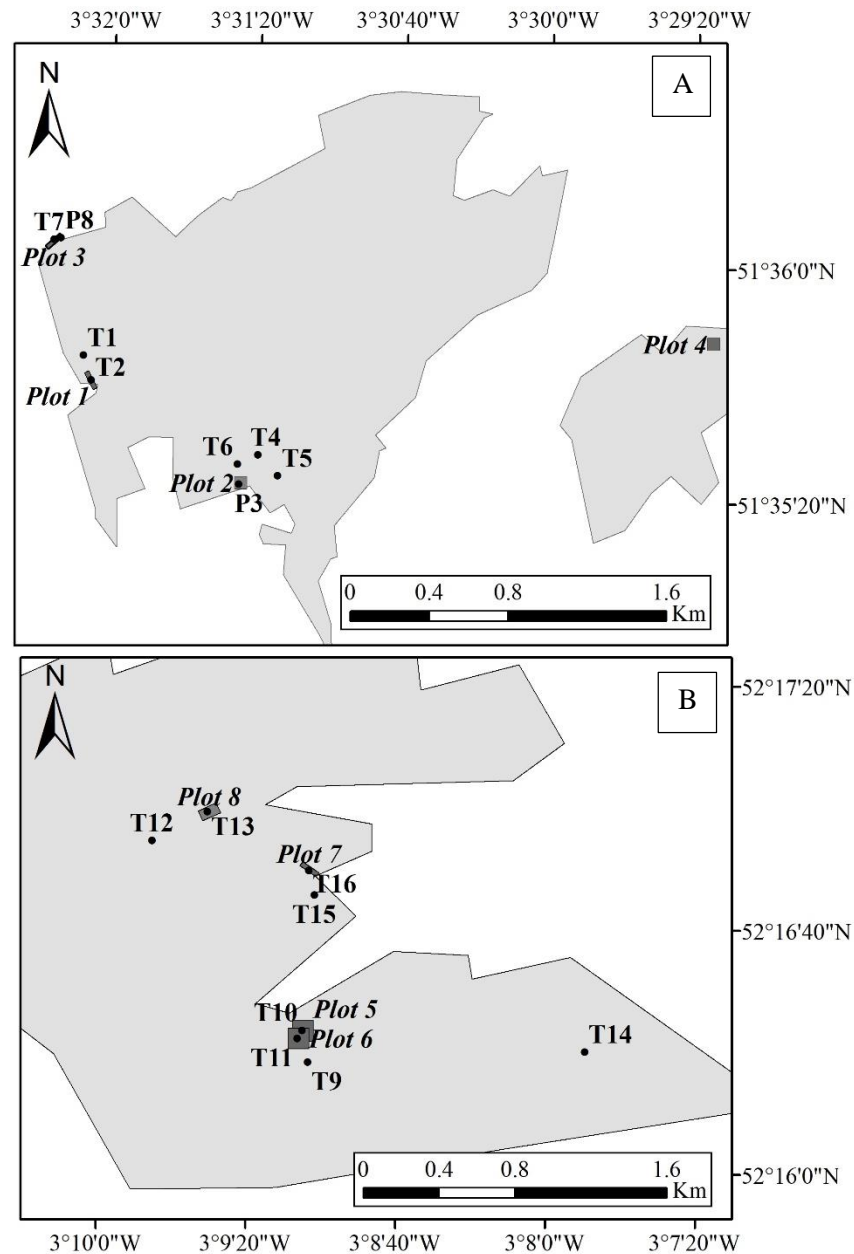 3°32'0"W 3°31'20"W 3°30'40"W 3°30'0"W 3°29'20"W
A
N
T7 P8
Plot 3
51°36'0"N
T1
Plot 4
T2
Plot 1
T6 T4
T5
Plot 2
P3
51°35'20"N
0 0.4 0.8 1.6
Km
N
B
52°17'20"N
Plot 8
T12 T13
Plot 7
T16
T15
52°16'40"N
T10 Plot 5
Plot 6
T14
T11
T9
0 0.4 0.8 1.6
Km
52°16'0"N
3°10'0"W 3°9'20"W 3°8'40"W 3°8'0"W 3°7'20"W